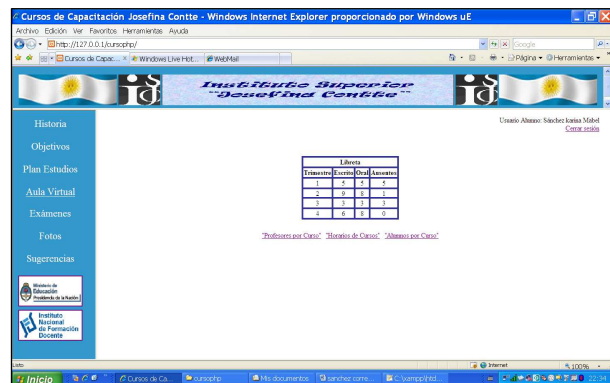 Cursos de Capacitación Josefina Contte - Windows Internet Explorer proporcionado por Windows uE
Archivo Edición Ver Favoritos Herramientas Ayuda
http://127.0.0.1/cursophp/
Google
Cursos de Capac... Windows Live Hot... WebMail
Página Herramientas
Instituto Superior
"Josefina Contte"
Usuario Alumno: Sánchez karina Mabel
Cerrar sesión
Historia
Objetivos
Plan Estudios
Aula Virtual
Exámenes
Fotos
Sugerencias
Ministerio de
Educación
Presidencia de la Nación
Instituto
Nacional
de Formación
Docente
Libreta
Trimestre Escrito Oral Ausentes
1 5 5 5
2 9 8 1
3 3 3 3
4 6 8 0
"Profesores por Curso" "Horarios de Cursos" "Alumnos por Curso"
Listo
Internet
100%
Inicio
Cursos de Ca...
cursophp
Mis documentos
sanchez corre...
C:\xampp\htd...
22:34